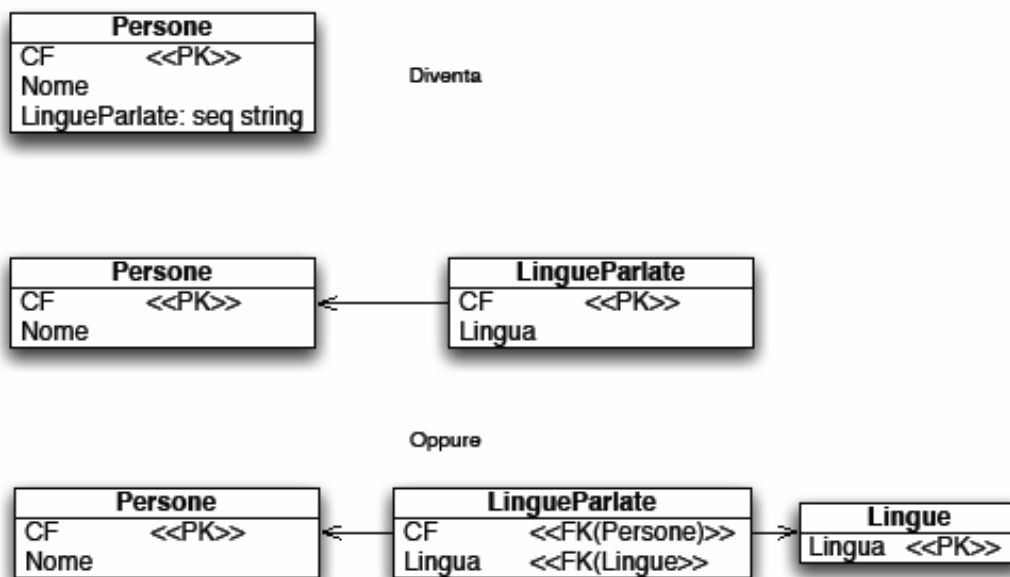 Persone
CF <<PK>>
Nome
LingueParlate: seq string
Diventa
Persone
CF <<PK>>
Nome
LingueParlate
CF <<PK>>
Lingua
Oppure
Persone
CF <<PK>>
Nome
LingueParlate
CF <<FK(Persone)>>
Lingua <<FK(Lingue>>
Lingue
Lingua <<PK>>